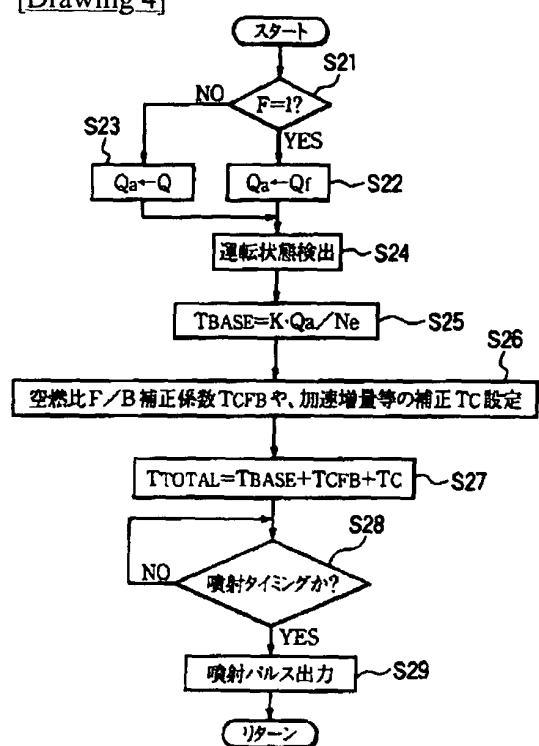 [Drawing 4]
スタート
S21
F=1?
NO
YES
S23
Qa←Q
Qa←Qf
S22
運転状態検出
S24
TBASE=K·Qa/Ne
S25
S26
空燃比F/B補正係数TCFBや、加速増量等の補正TC設定
TTOTAL=TBASE+TCFB+TC
S27
S28
噴射タイミングか?
NO
YES
噴射パルス出力
S29
リターン